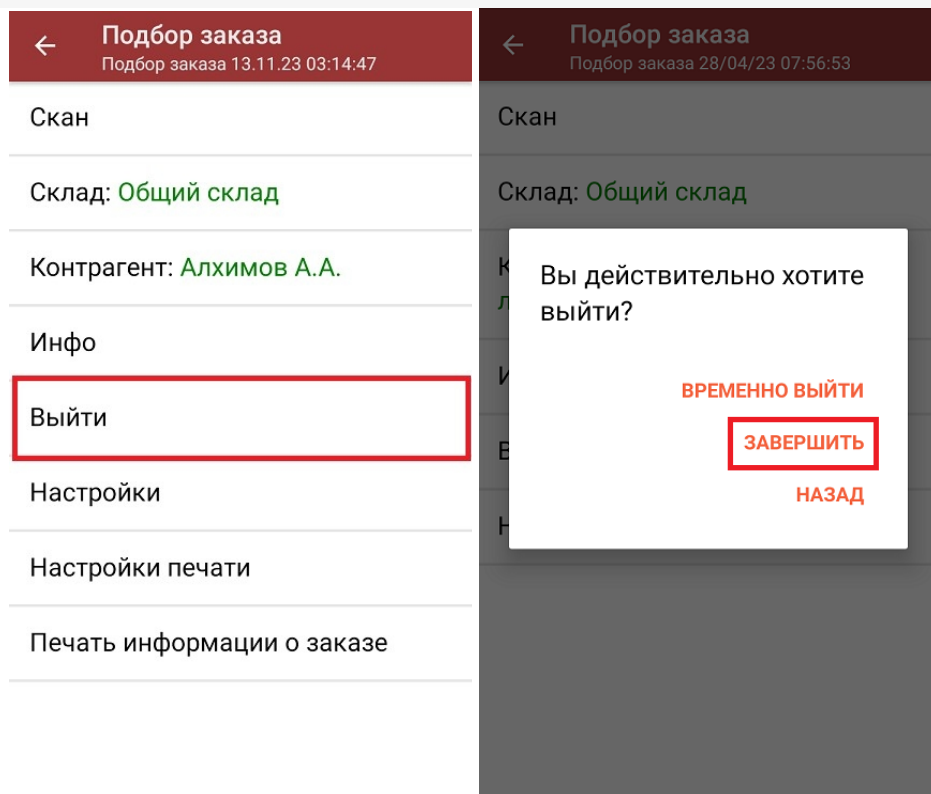 Подбор заказа
Подбор заказа 13.11.23 03:14:47
Скан
Склад: Общий склад
Контрагент: Алхимов А.А.
Инфо
Выйти
Настройки
Настройки печати
Печать информации о заказе
Подбор заказа
Подбор заказа 28/04/23 07:56:53
Скан
Склад: Общий склад
Вы действительно хотите
выйти?
ВРЕМЕННО ВЫЙТИ
ЗАВЕРШИТЬ
НАЗАД